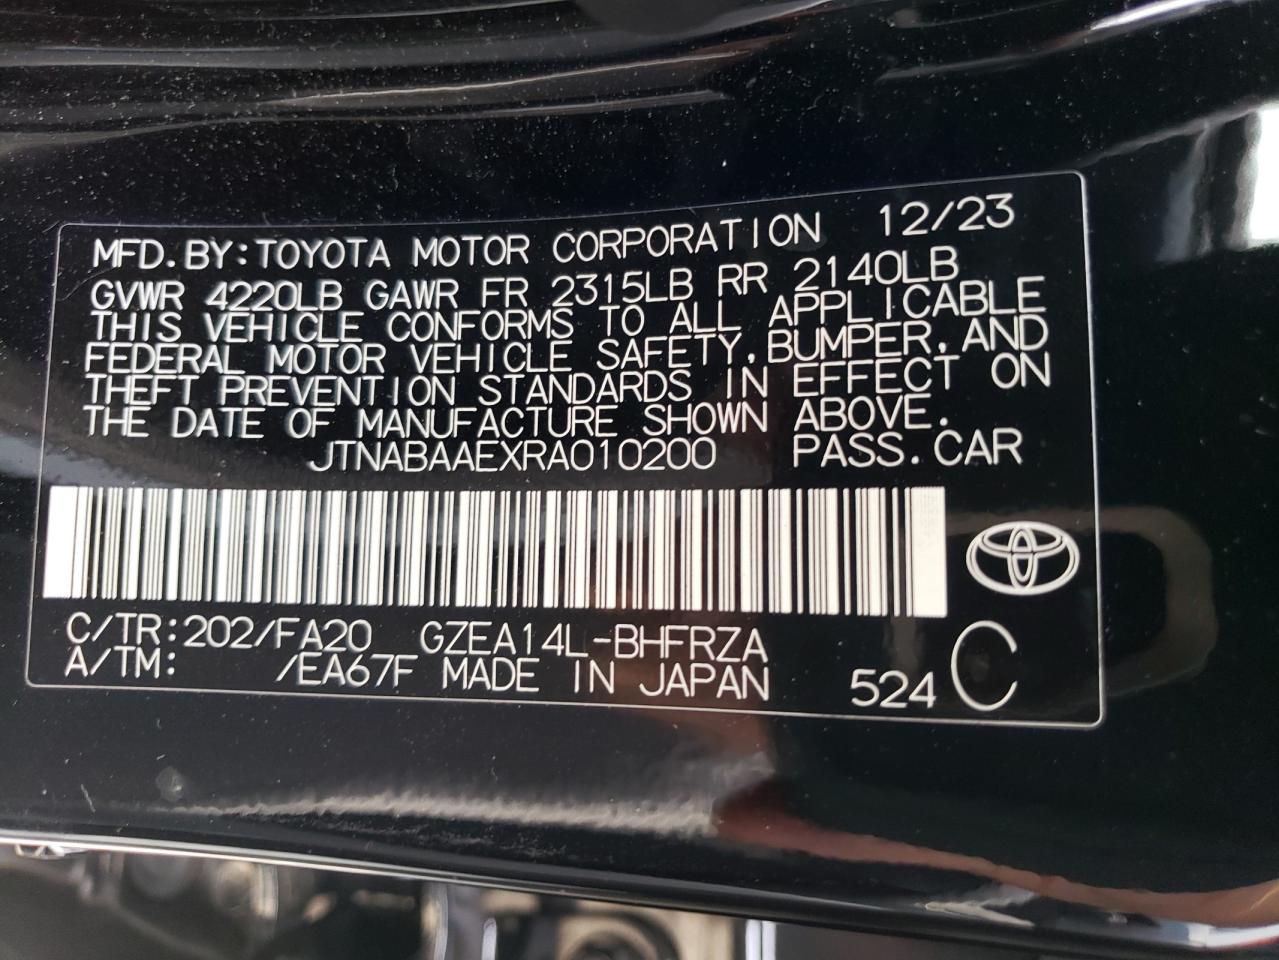 MFD. BY: TOYOTA MOTOR CORPORATION 12/23
GVWR 4220LB GAWR FR 2315LB RR 2140LB
THIS VEHICLE CONFORMS TO ALL APPLICABLE
FEDERAL MOTOR VEHICLE SAFETY, BUMPER, AND
THEFT PREVENTION STANDARDS IN EFFECT ON
THE DATE OF MANUFACTURE SHOWN ABOVE.
JTNABAAEXRA010200 PASS. CAR
C/TR: 202/FA20 GZEA14L-BHFRZA
A/TM: /EA67F MADE IN JAPAN 524 C